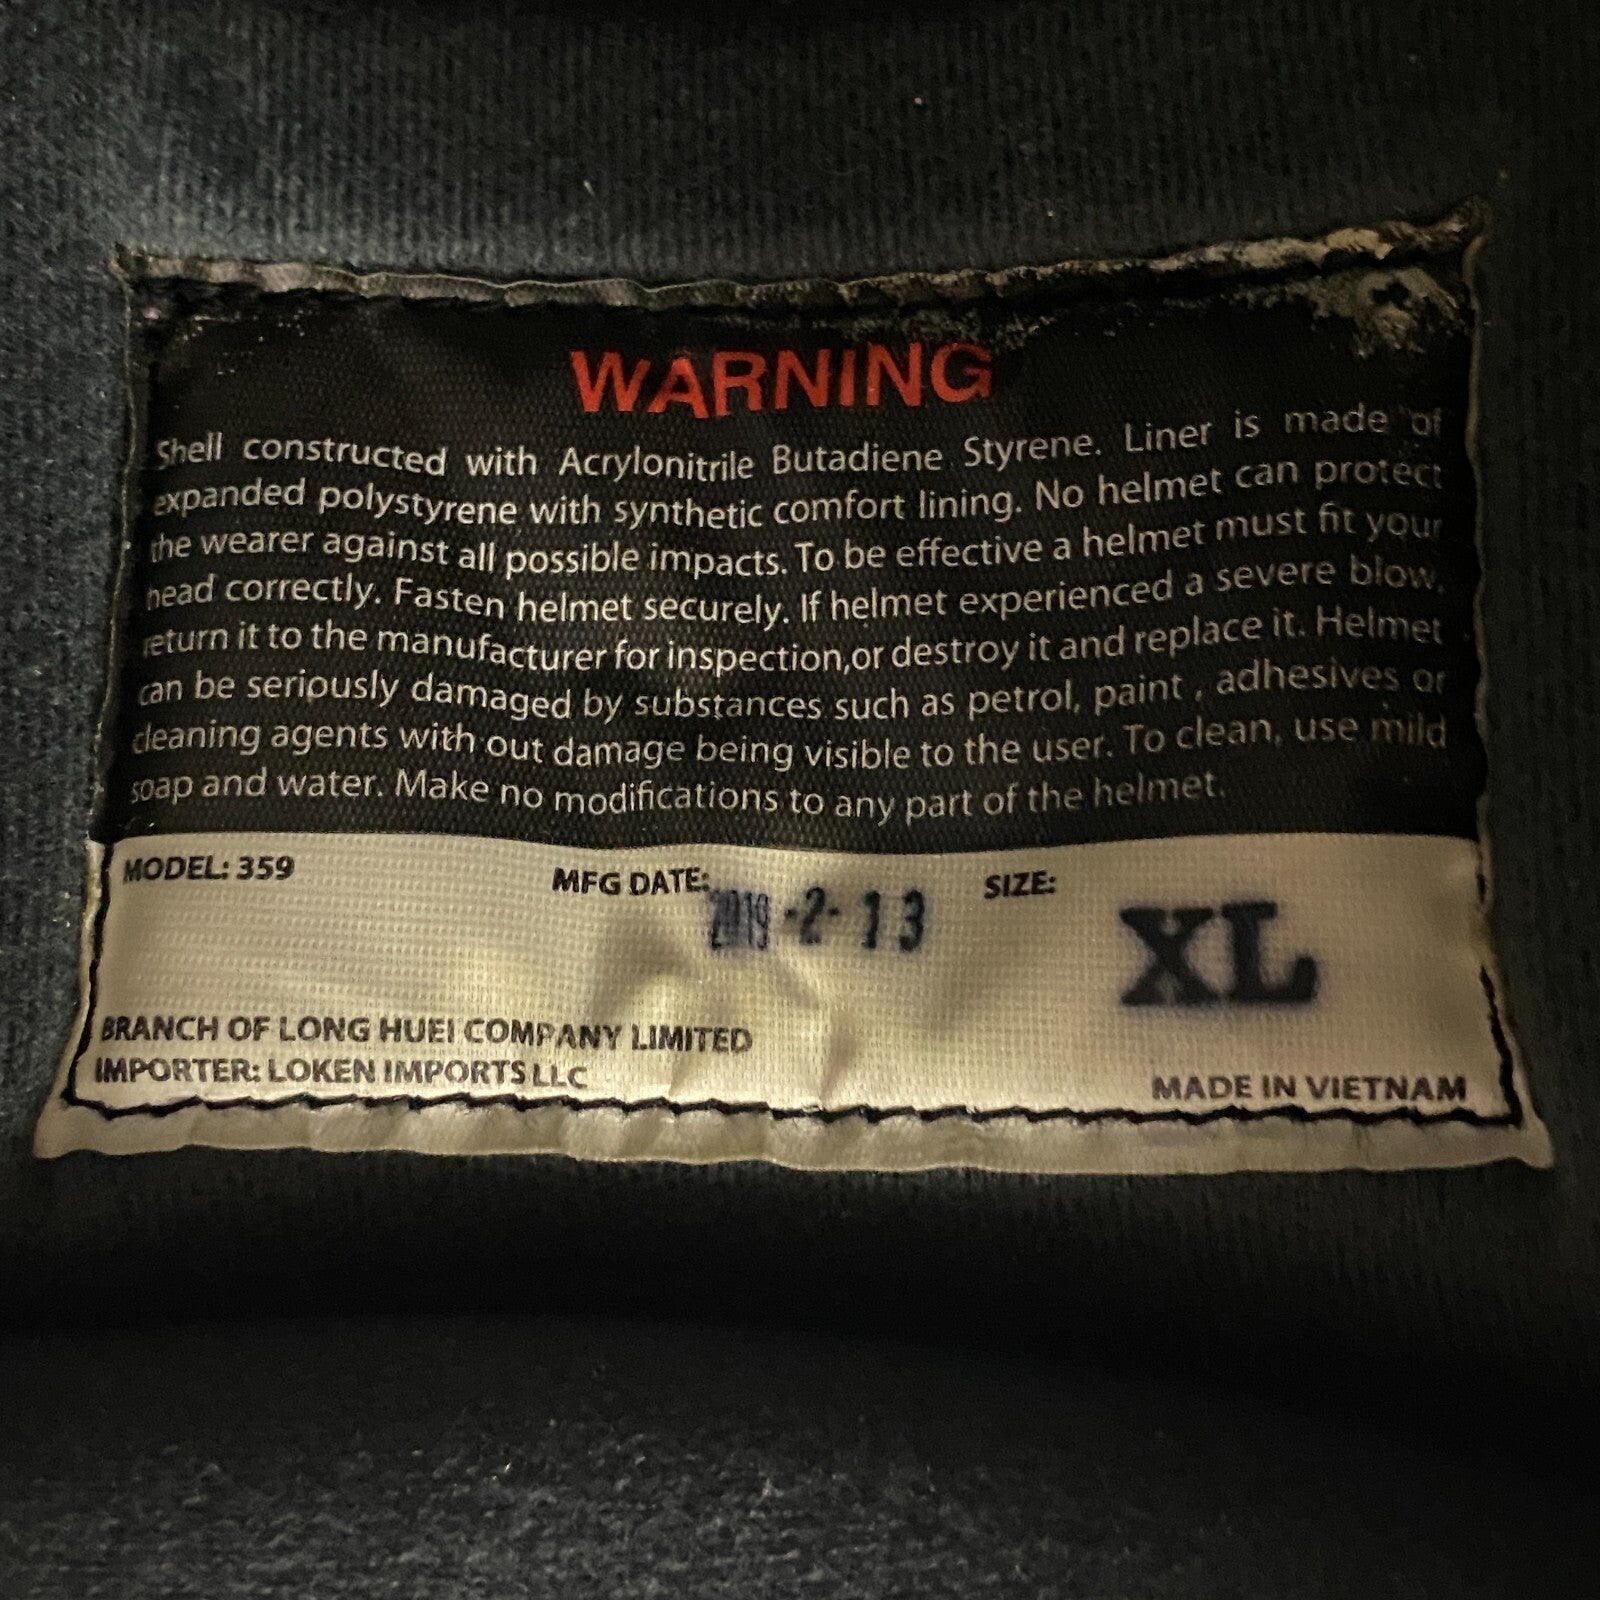 WARNING
Shell constructed with Acrylonitrile Butadiene Styrene. Liner is made of
expanded polystyrene with synthetic comfort lining. No helmet can protect
the wearer against all possible impacts. To be effective a helmet must fit your
head correctly. Fasten helmet securely. If helmet experienced a severe blow,
return it to the manufacturer for inspection,or destroy it and replace it. Helmet
can be seriously damaged by substances such as petrol, paint , adhesives or
cleaning agents with out damage being visible to the user. To clean, use mild
soap and water. Make no modifications to any part of the helmet.
MODEL: 359 MFG DATE: 2019-2-13 SIZE: XL
BRANCH OF LONG HUEI COMPANY LIMITED
IMPORTER: LOKEN IMPORTS LLC
MADE IN VIETNAM